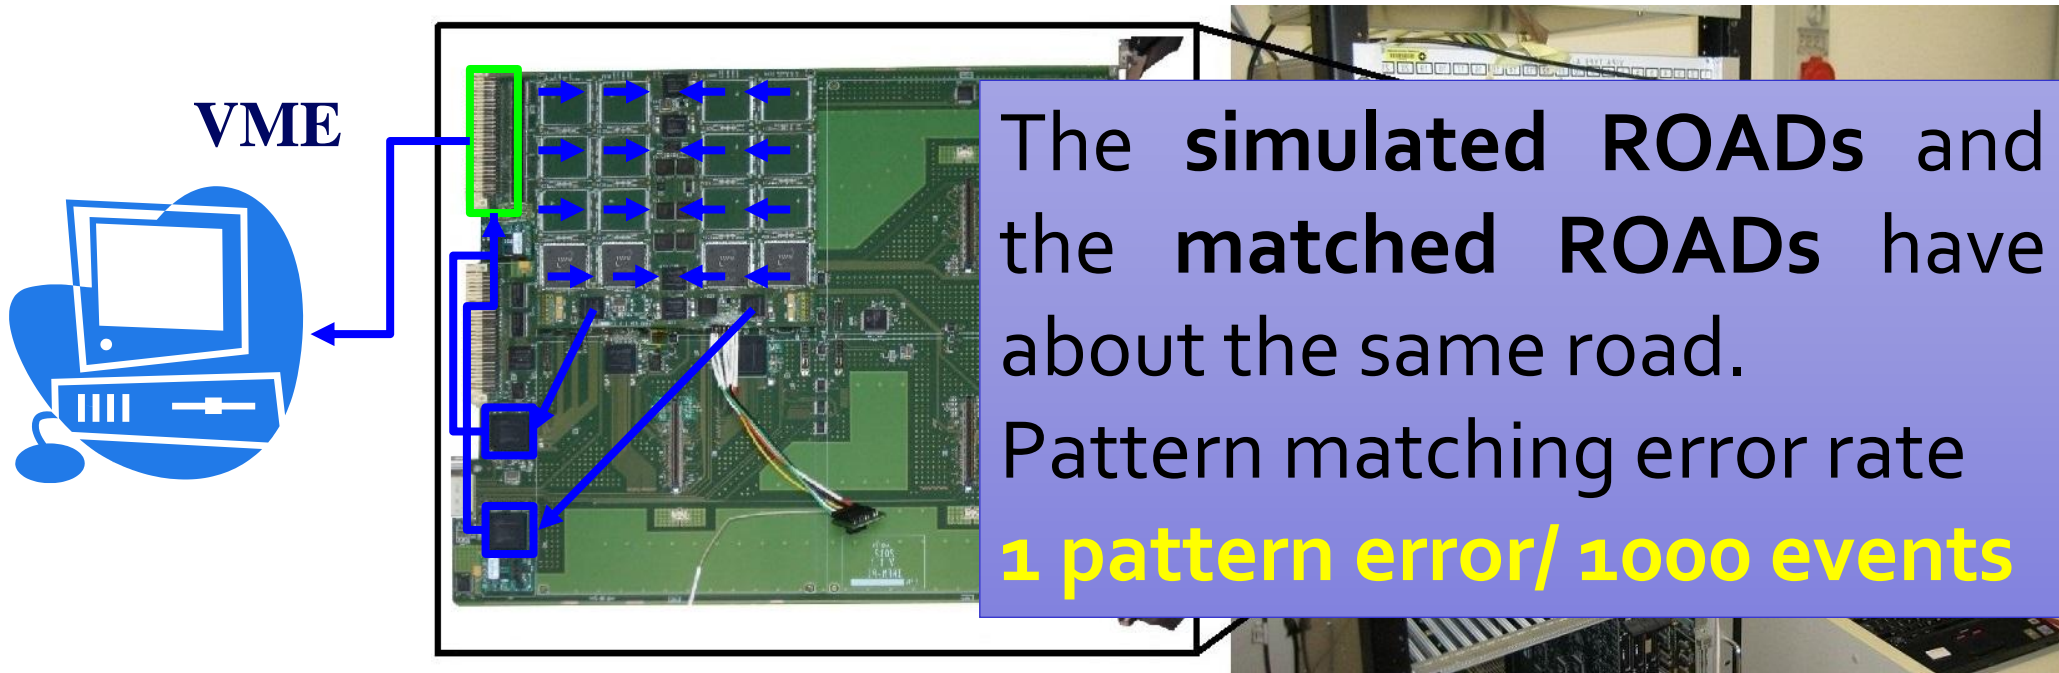 VME
The simulated ROADs and
the matched ROADs have
about the same road.
Pattern matching error rate
1 pattern error/ 1000 events